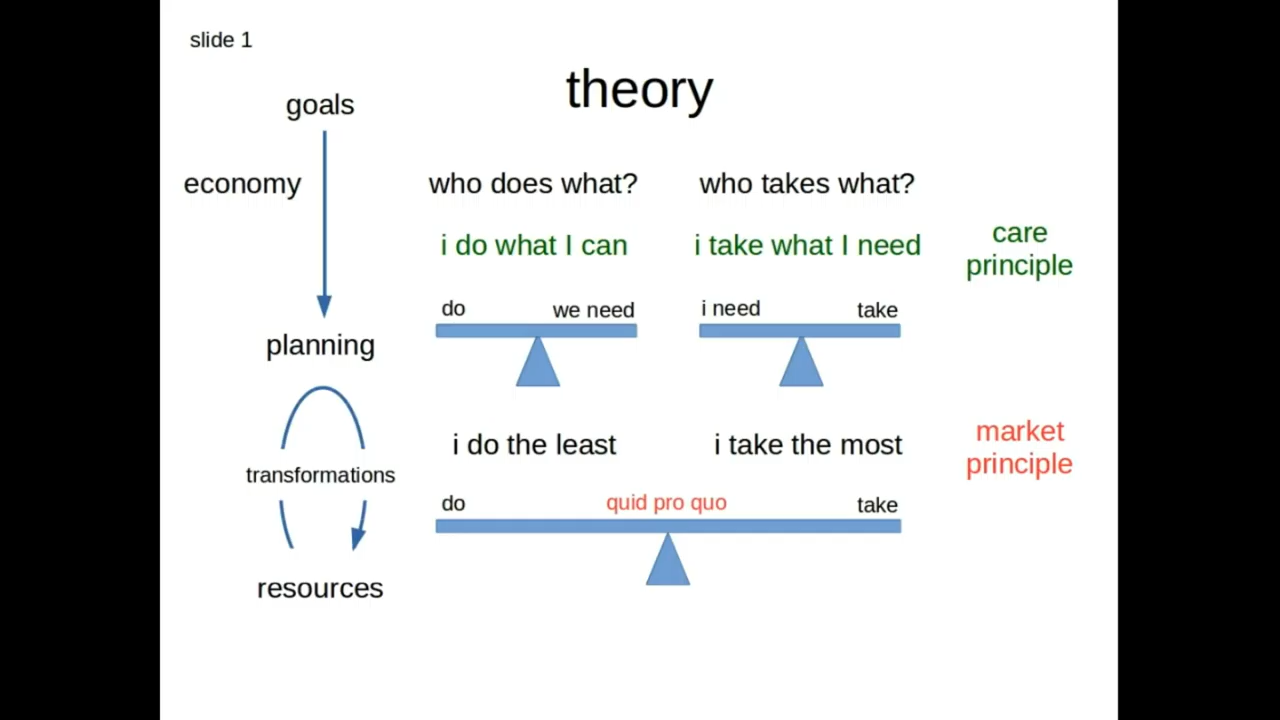 slide 1
theory
goals
economy
planning
transformations
resources
who does what?
who takes what?
i do what I can
i take what I need
care
principle
do
we need
i need
take
i do the least
i take the most
market
principle
do
quid pro quo
take